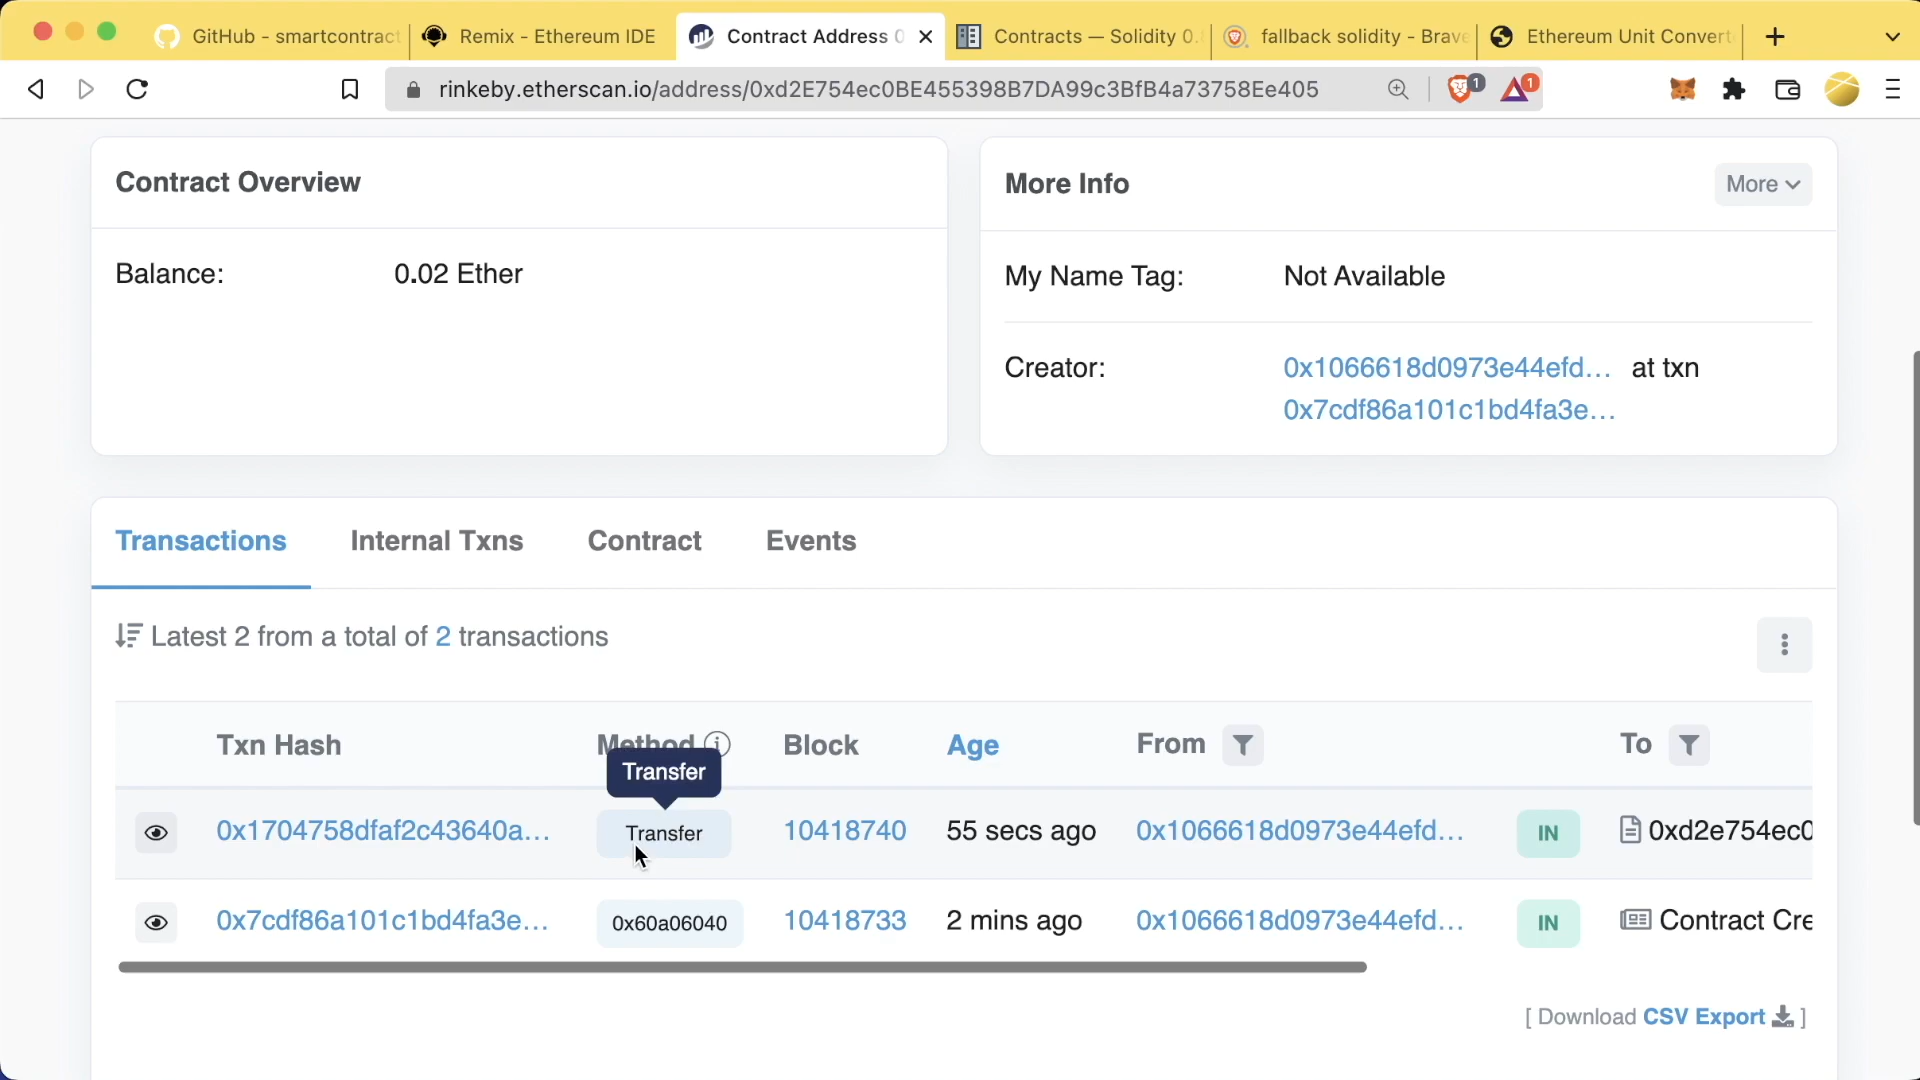 GitHub - smartcontract
Remix - Ethereum IDE
Contract Address 0
Contracts — Solidity 0.
fallback solidity - Brave
Ethereum Unit Convert
rinkeby.etherscan.io/address/0xd2E754ec0BE455398B7DA99c3BfB4a73758Ee405
1
1
Contract Overview
Balance: 0.02 Ether
More Info
More
My Name Tag: Not Available
Creator: 0x1066618d0973e44efd... at txn
0x7cdf86a101c1bd4fa3e...
Transactions Internal Txns Contract Events
Latest 2 from a total of 2 transactions
Txn Hash Method Block Age From To
Transfer
0x1704758dfaf2c43640a... Transfer 10418740 55 secs ago 0x1066618d0973e44efd... IN 0xd2e754ec0
0x7cdf86a101c1bd4fa3e... 0x60a06040 10418733 2 mins ago 0x1066618d0973e44efd... IN Contract Cre
[ Download CSV Export ]